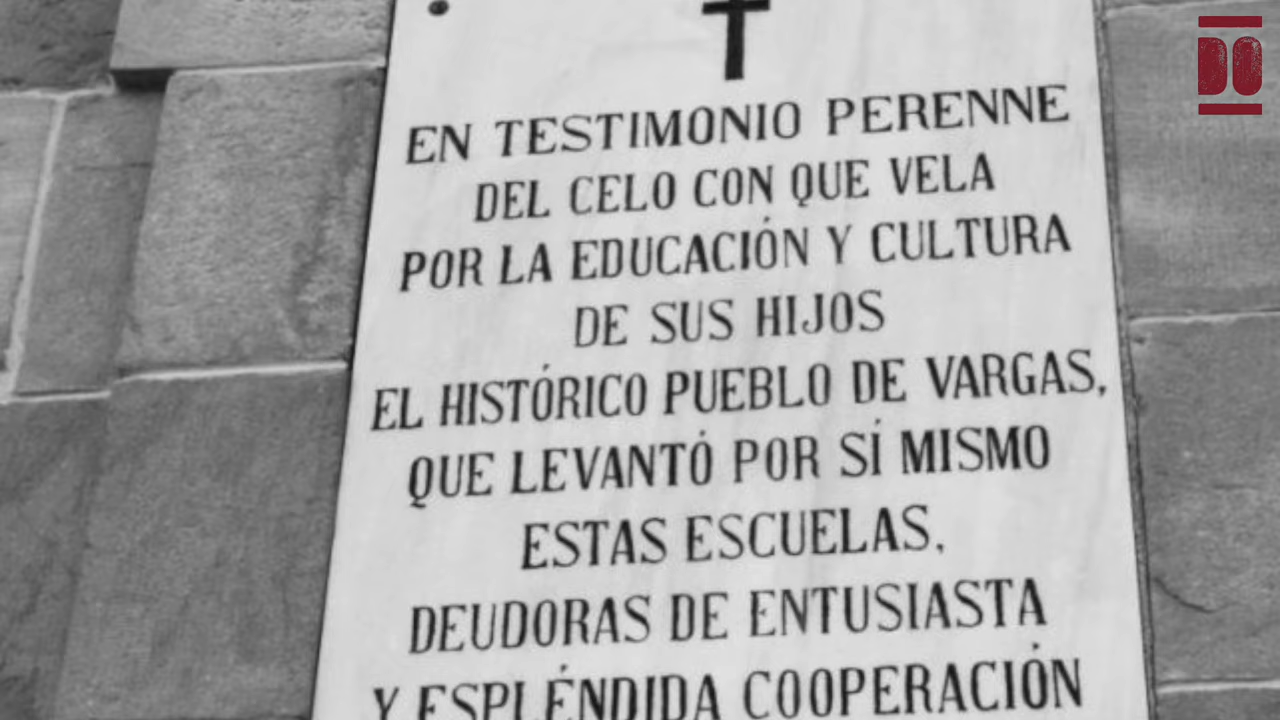 DO
EN TESTIMONIO PERENNE
DEL CELO CON QUE VELA
POR LA EDUCACIÓN Y CULTURA
DE SUS HIJOS
EL HISTÓRICO PUEBLO DE VARGAS,
QUE LEVANTÓ POR SÍ MISMO
ESTAS ESCUELAS,
DEUDORAS DE ENTUSIASTA
Y ESPLÉNDIDA COOPERACIÓN